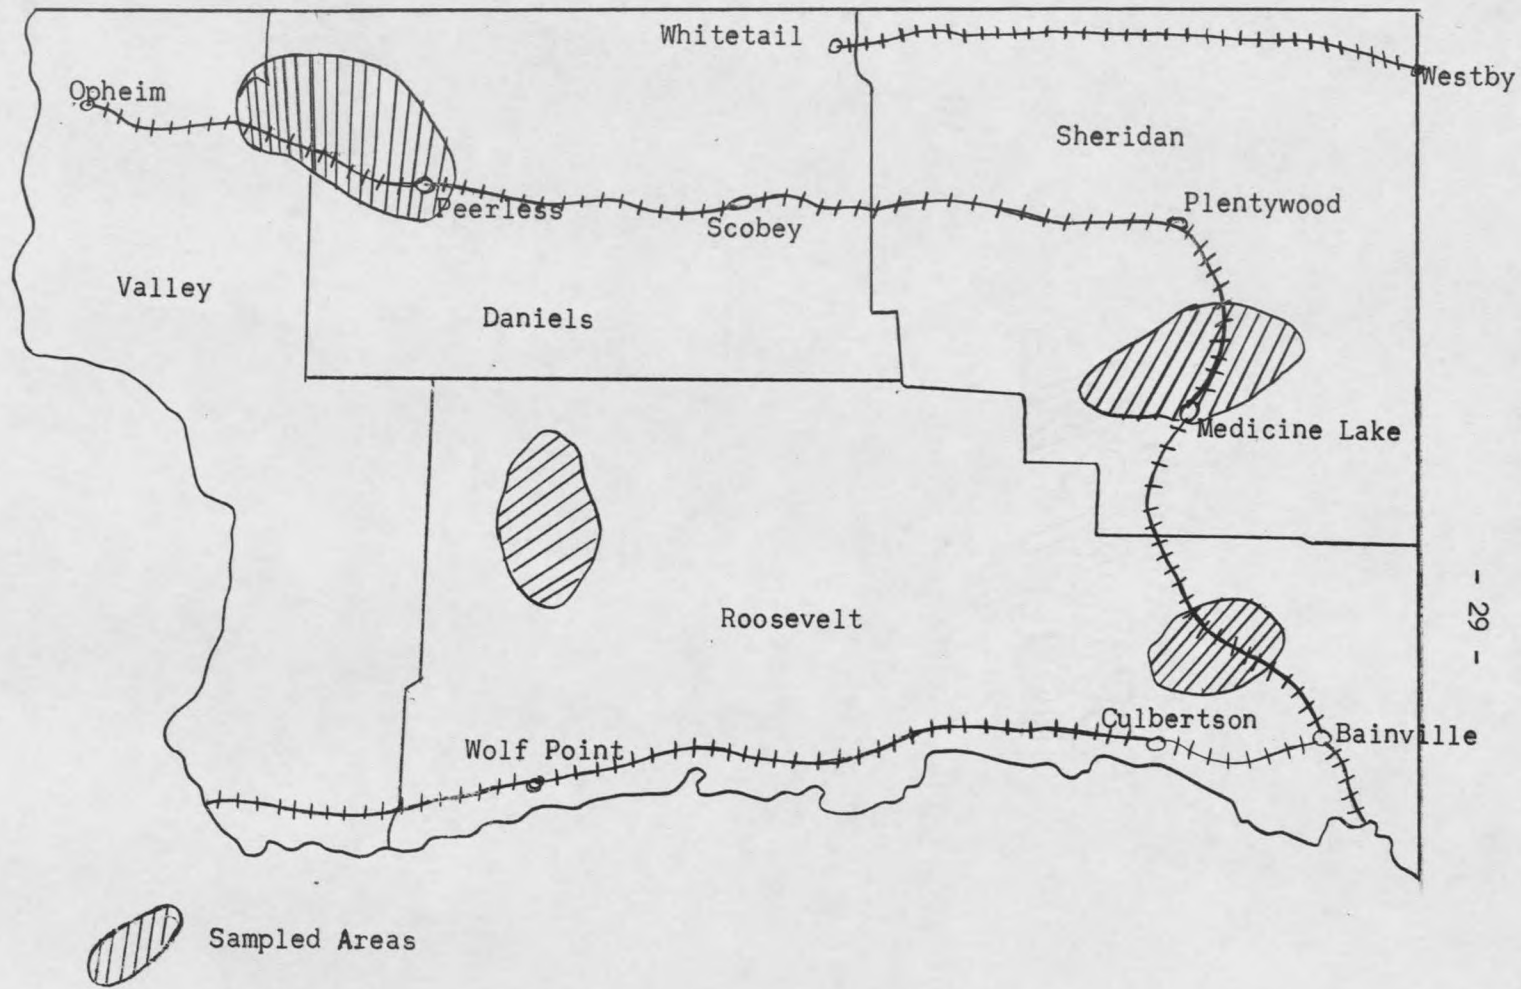 Whitetail
Westby
Opheim
Sheridan
Peerless
Scobey
Plentywood
Valley
Daniels
Medicine Lake
Roosevelt
- 29 -
Wolf Point
Culbertson
Bainville
Sampled Areas